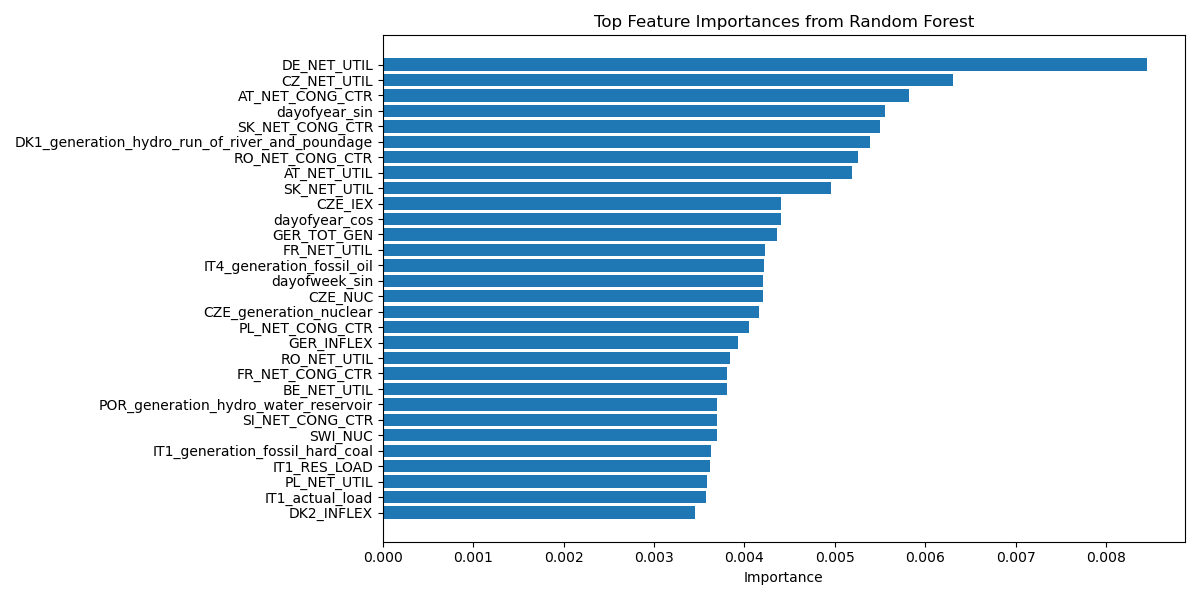 Top Feature Importances from Random Forest
DE_NET_UTIL
CZ_NET_UTIL
AT_NET_CONG_CTR
dayofyear_sin
SK_NET_CONG_CTR
DK1_generation_hydro_run_of_river_and_poundage
RO_NET_CONG_CTR
AT_NET_UTIL
SK_NET_UTIL
CZE_IEX
dayofyear_cos
GER_TOT_GEN
FR_NET_UTIL
IT4_generation_fossil_oil
dayofweek_sin
CZE_NUC
CZE_generation_nuclear
PL_NET_CONG_CTR
GER_INFLEX
RO_NET_UTIL
FR_NET_CONG_CTR
BE_NET_UTIL
POR_generation_hydro_water_reservoir
SI_NET_CONG_CTR
SWI_NUC
IT1_generation_fossil_hard_coal
IT1_RES_LOAD
PL_NET_UTIL
IT1_actual_load
DK2_INFLEX
0.000 0.001 0.002 0.003 0.004 0.005 0.006 0.007 0.008
Importance